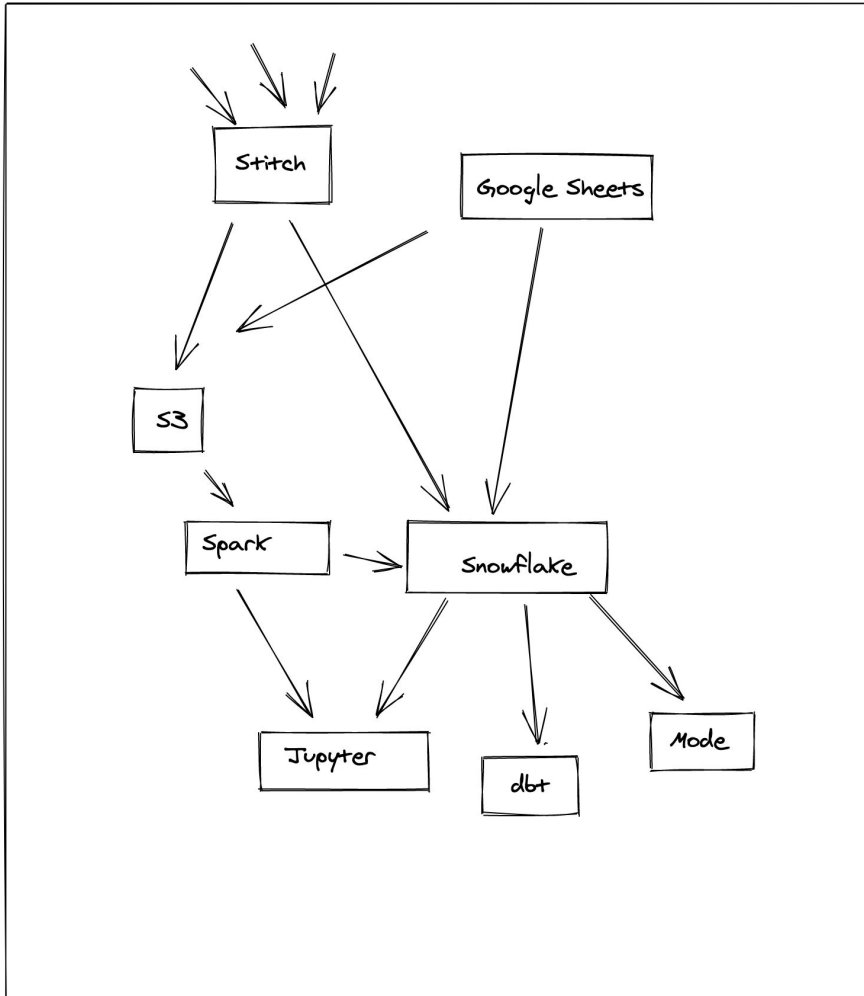 Stitch
Google Sheets
S3
Spark
Snowflake
Jupyter
dbt
Mode